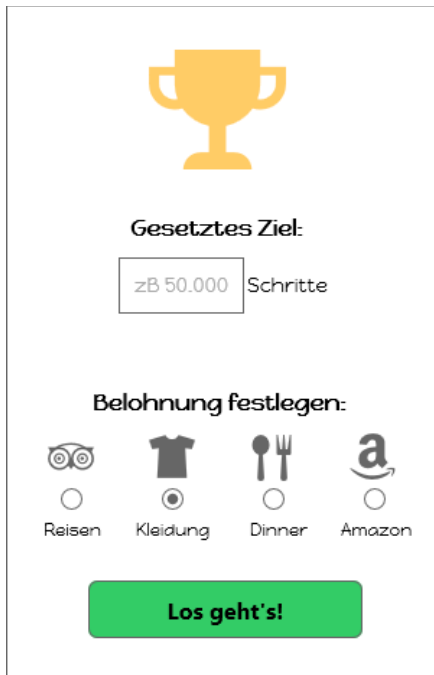 Gesetztes Ziel:
zB 50.000 Schritte
Belohnung festlegen:
a
Reisen Kleidung Dinner Amazon
Los geht's!